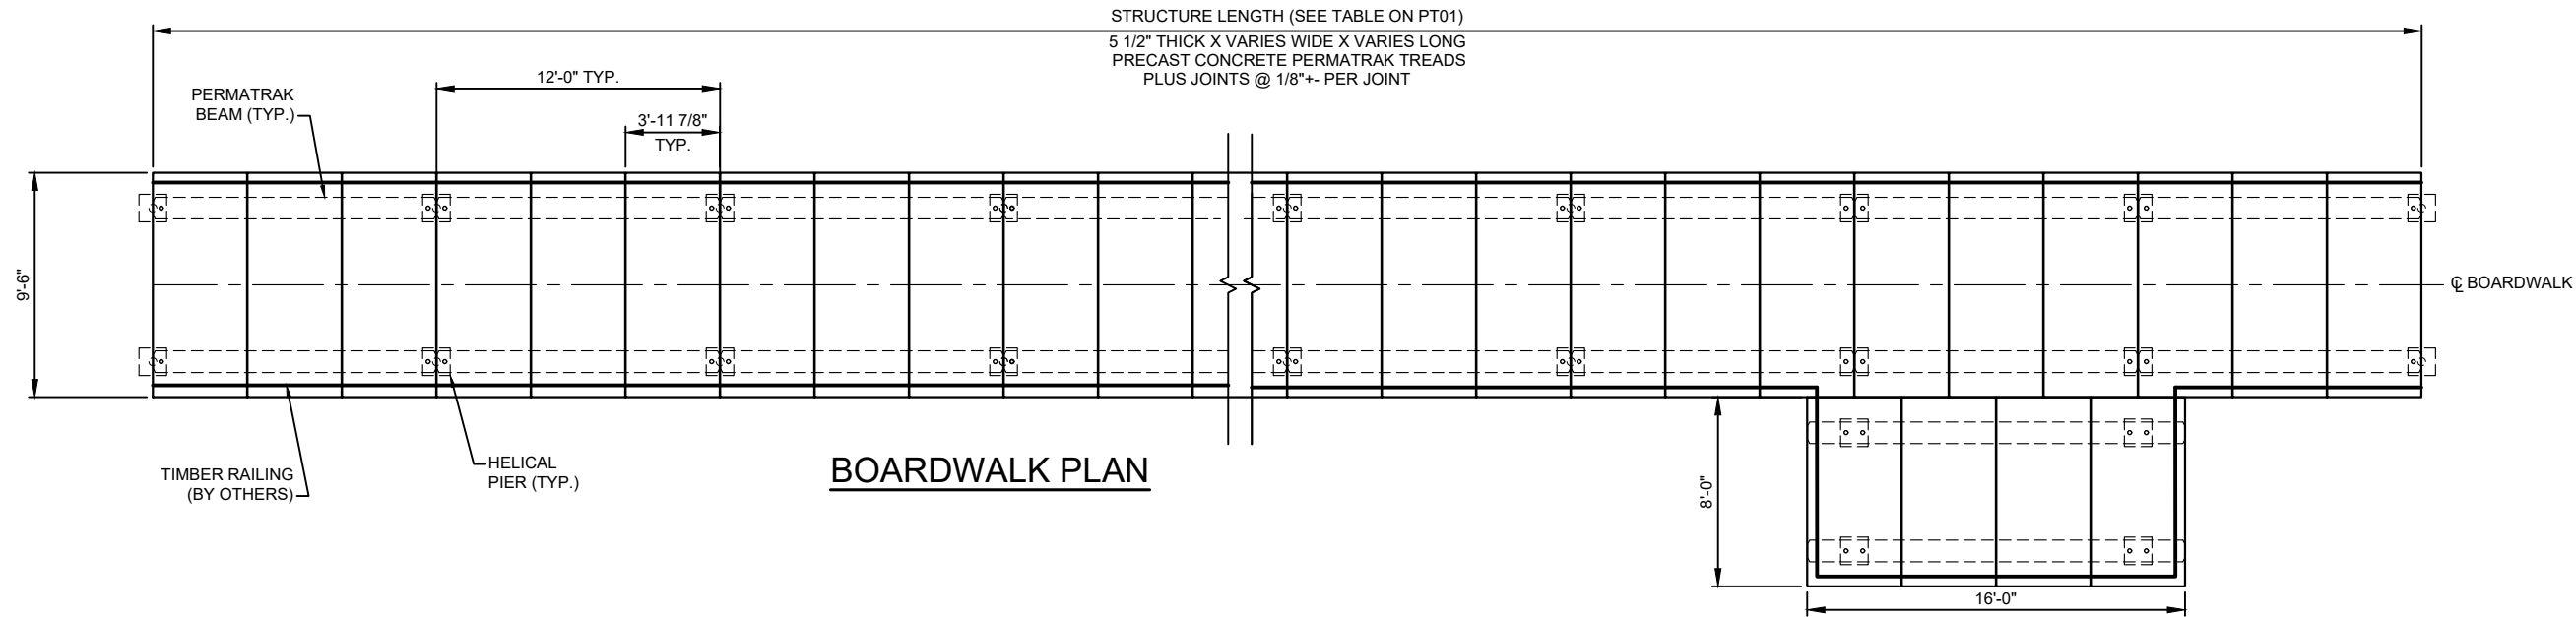 STRUCTURE LENGTH (SEE TABLE ON PT01)
5 1/2" THICK X VARIES WIDE X VARIES LONG
PRECAST CONCRETE PERMATRAK TREADS
PLUS JOINTS @ 1/8"+- PER JOINT
12'-0" TYP.
PERMATRAK
BEAM (TYP.)
3'-11 7/8"
TYP.
9'-6"
℄ BOARDWALK
HELICAL
PIER (TYP.)
TIMBER RAILING
(BY OTHERS)
BOARDWALK PLAN
8'-0"
16'-0"